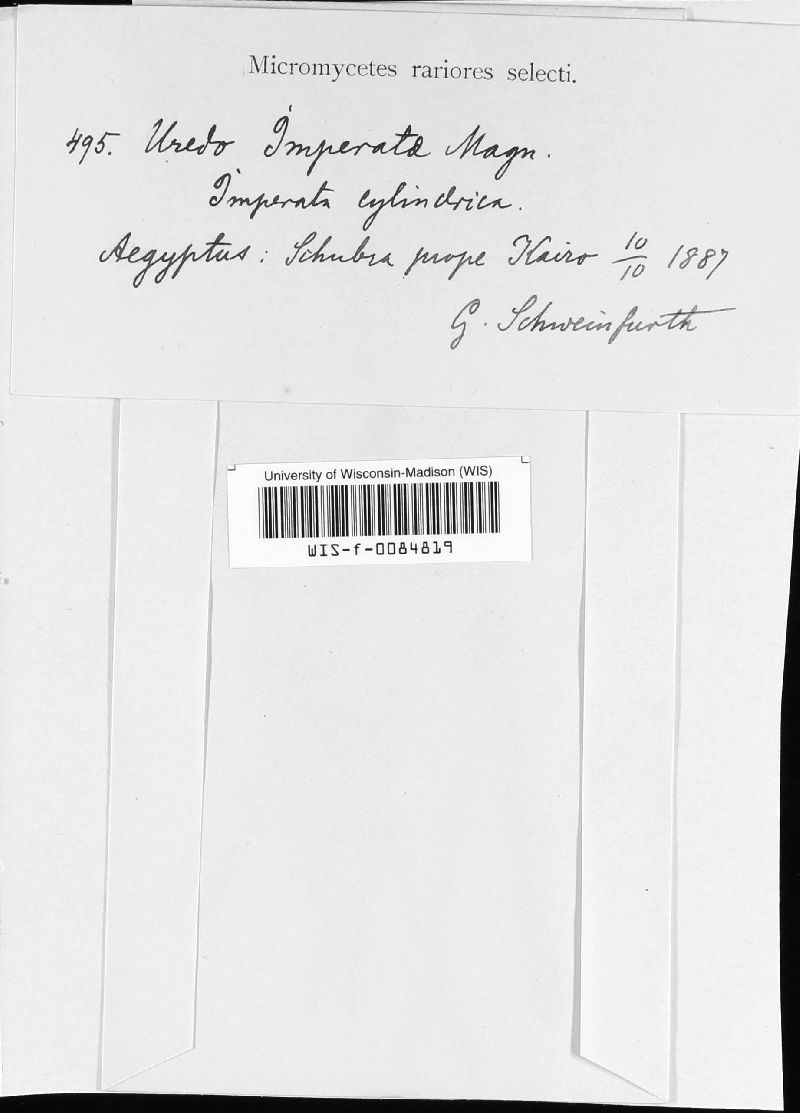 Micromycetes rariores selecti.
495. Uredo Imperatæ Magn.
Imperata cylindrica.
Aegyptus: Schubra prope Kairo 10/10 1887
G. Schweinfurth
University of Wisconsin-Madison (WIS)
WIS-f-0084819